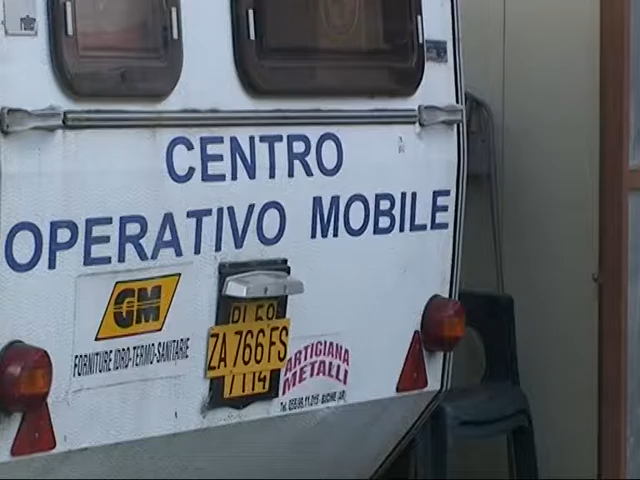 CENTRO
OPERATIVO MOBILE
GM
FORNITURE IDRO-TERMO-SANITARIE
ZA 766 FS
ARTIGIANA
METALLI